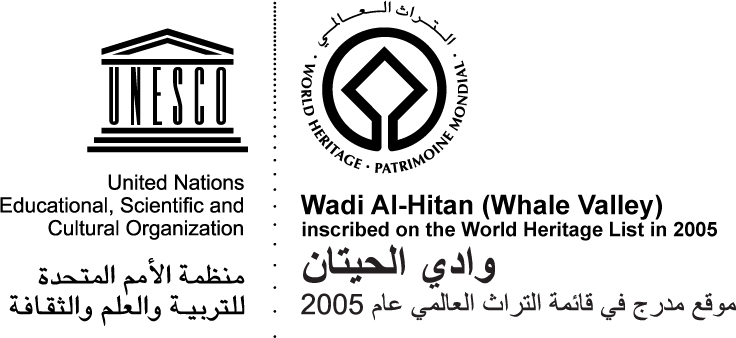 UNESCO
United Nations
Educational, Scientific and
Cultural Organization
منظمة الأمم المتحدة
للتربية والعلم والثقافة
التراث العالمي
• WORLD HERITAGE • PATRIMOINE MONDIAL •
Wadi Al-Hitan (Whale Valley)
inscribed on the World Heritage List in 2005
وادي الحيتان
موقع مدرج في قائمة التراث العالمي عام 2005